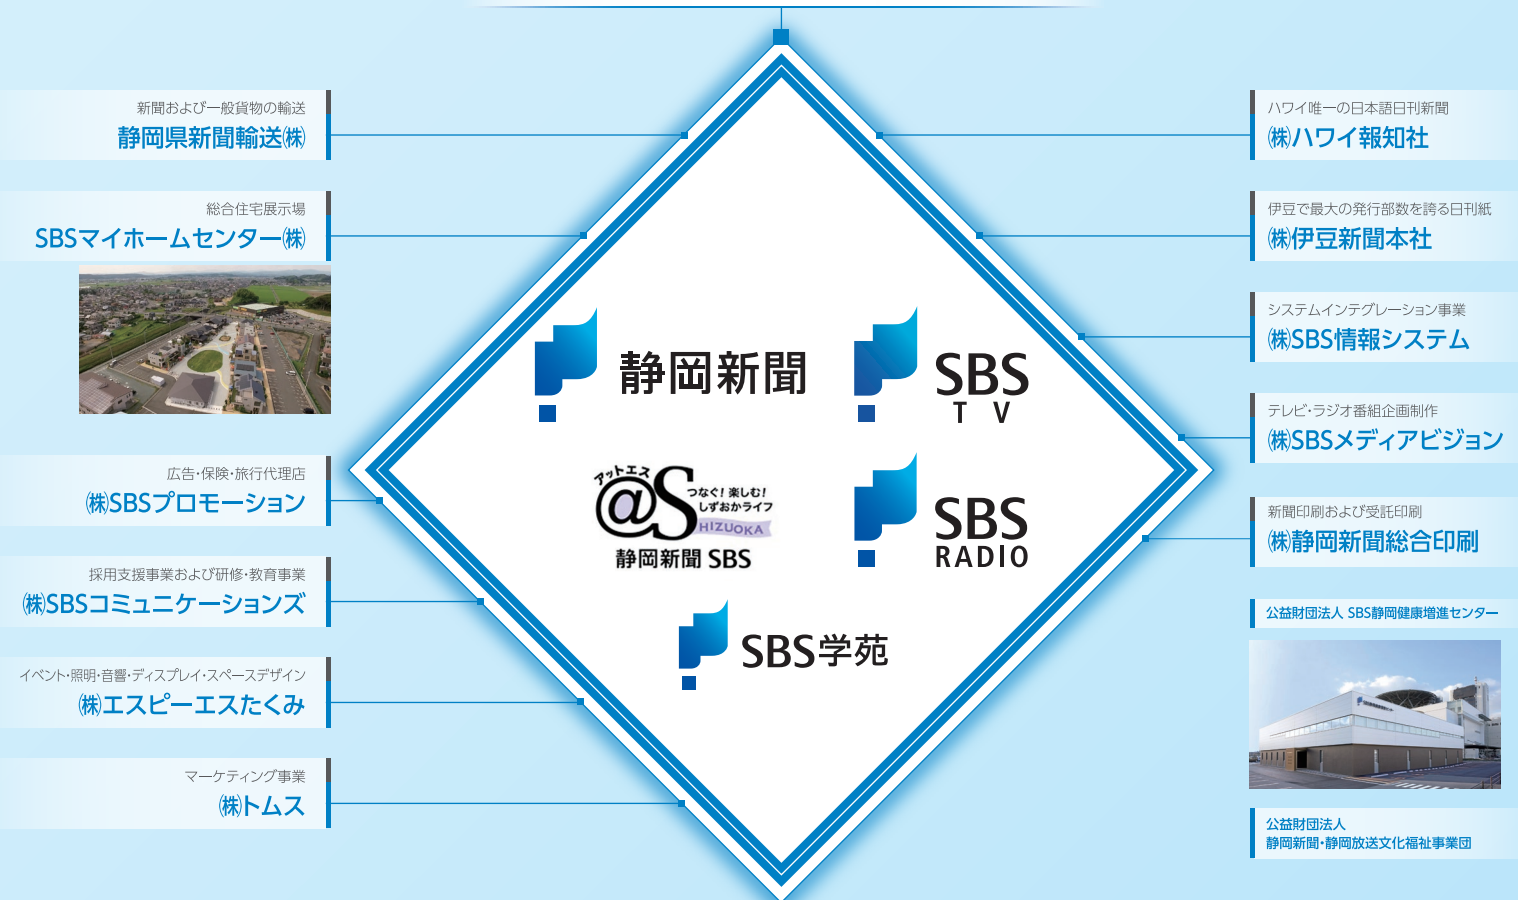 新聞および一般貨物の輸送
静岡県新聞輸送㈱
総合住宅展示場
SBSマイホームセンター㈱
広告・保険・旅行代理店
㈱SBSプロモーション
採用支援事業および研修・教育事業
㈱SBSコミュニケーションズ
イベント・照明・音響・ディスプレイ・スペースデザイン
㈱エスピーエスたくみ
マーケティング事業
㈱トムス
静岡新聞
SBS
TV
アットエス
@S
つなぐ！楽しむ！
しずおかライフ
HIZUOKA
静岡新聞 SBS
SBS
RADIO
SBS学苑
ハワイ唯一の日本語日刊新聞
㈱ハワイ報知社
伊豆で最大の発行部数を誇る日刊紙
㈱伊豆新聞本社
システムインテグレーション事業
㈱SBS情報システム
テレビ・ラジオ番組企画制作
㈱SBSメディアビジョン
新聞印刷および受託印刷
㈱静岡新聞総合印刷
公益財団法人 SBS静岡健康増進センター
公益財団法人
静岡新聞・静岡放送文化福祉事業団